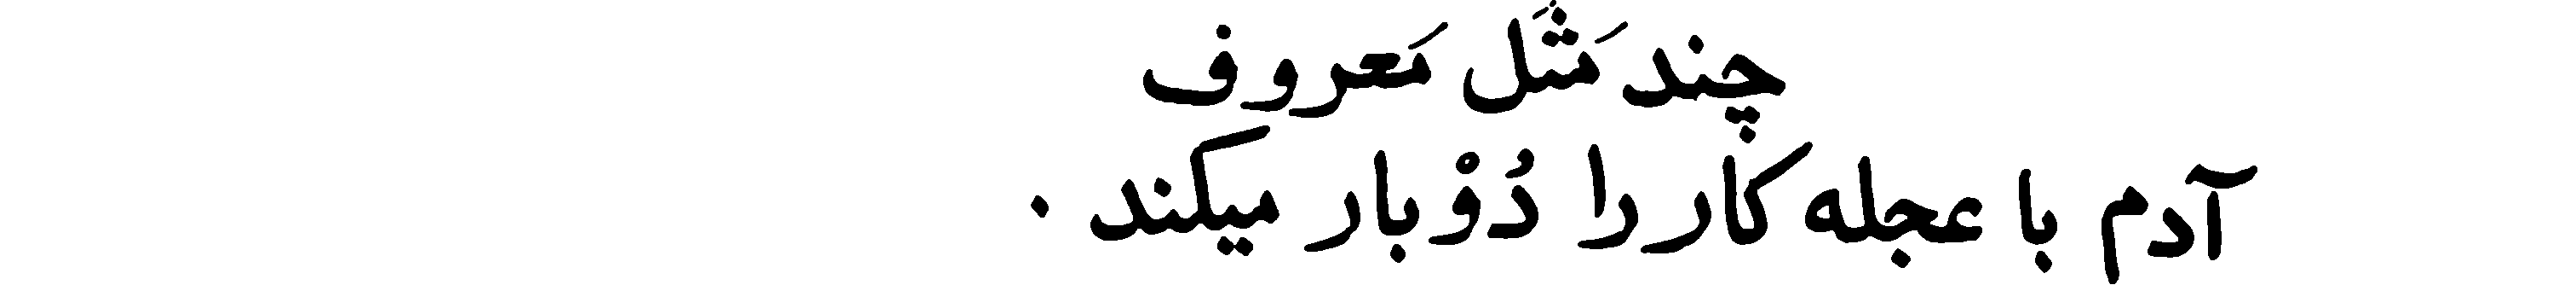 چند مَثَل مَعروف
آدم با عجله کار را دُوْ بار میکند .